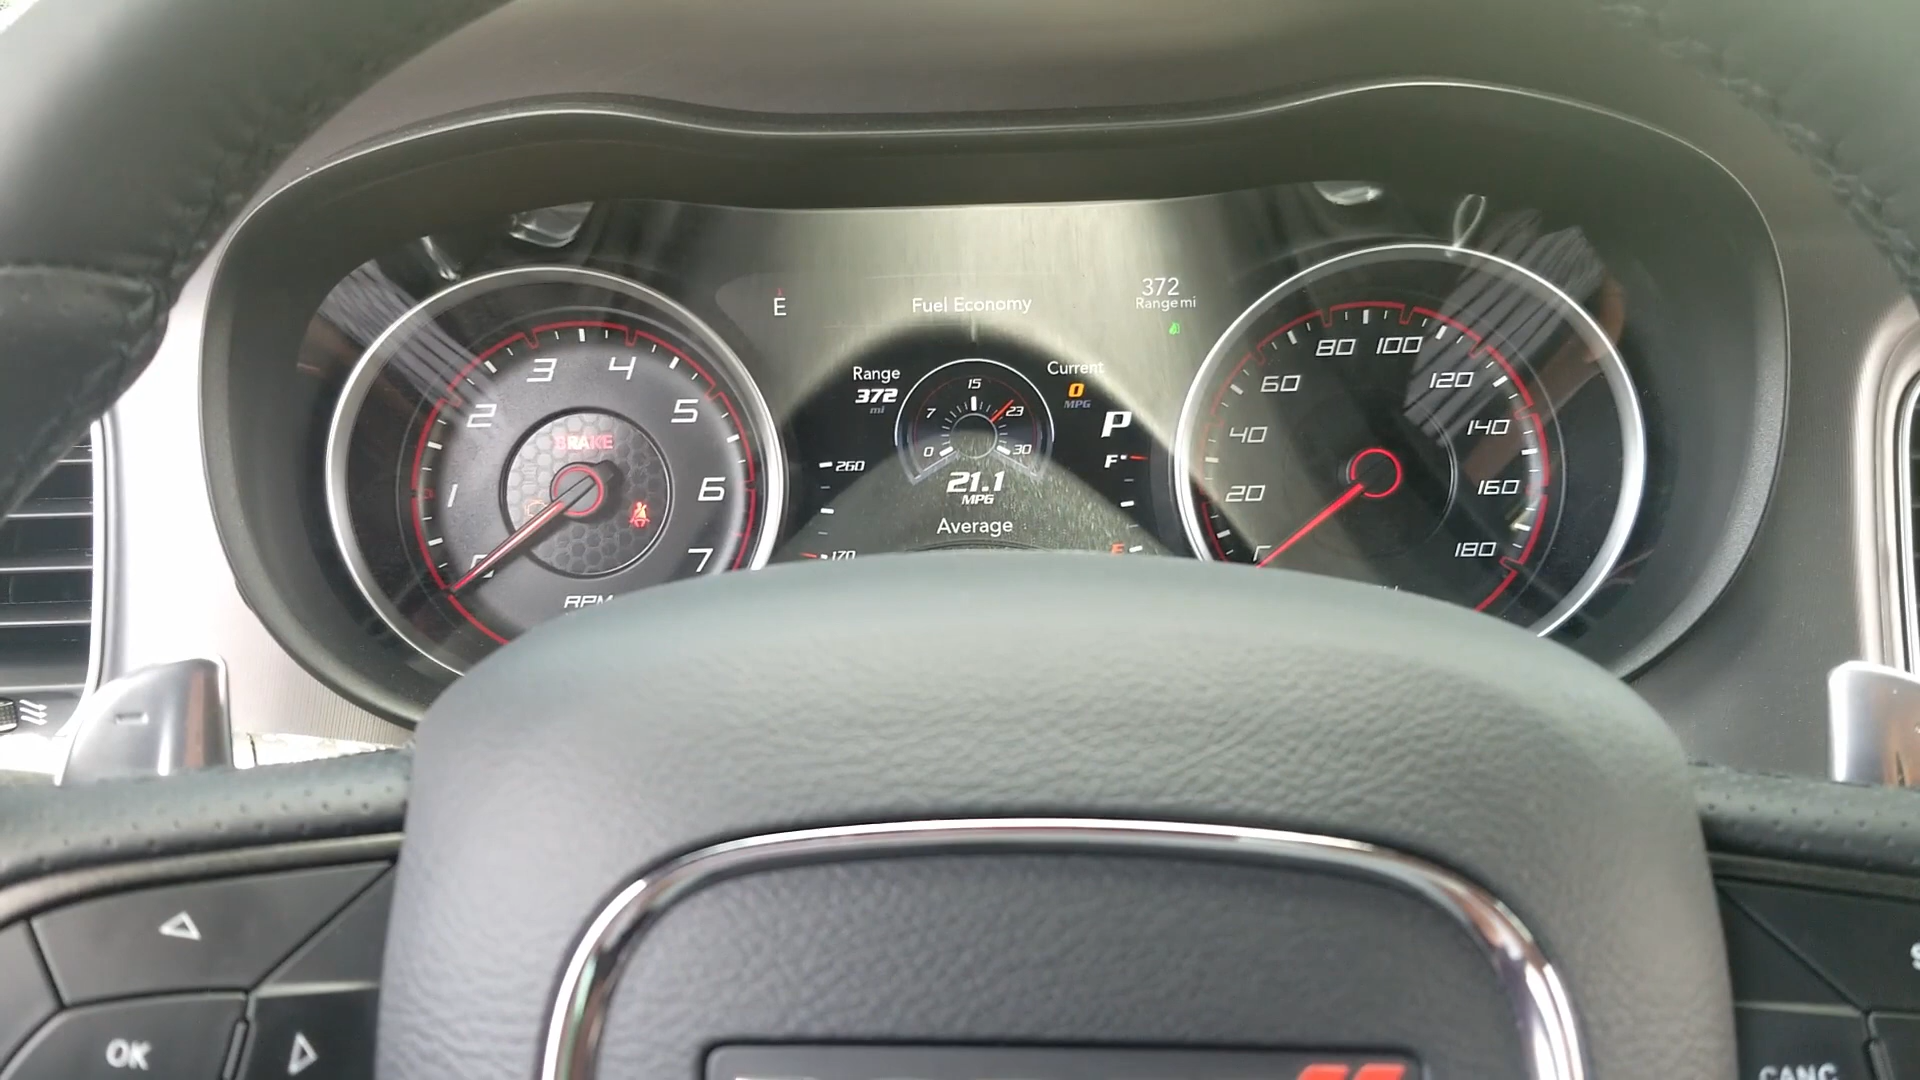 E
Fuel Economy
372
Range mi
Range
372
mi
Current
0
MPG
7
15
23
0
30
21.1
MPG
Average
P
F
E
260
170
BRAKE
1
2
3
4
5
6
7
RPM
20
40
60
80
100
120
140
160
180
OK
CANC